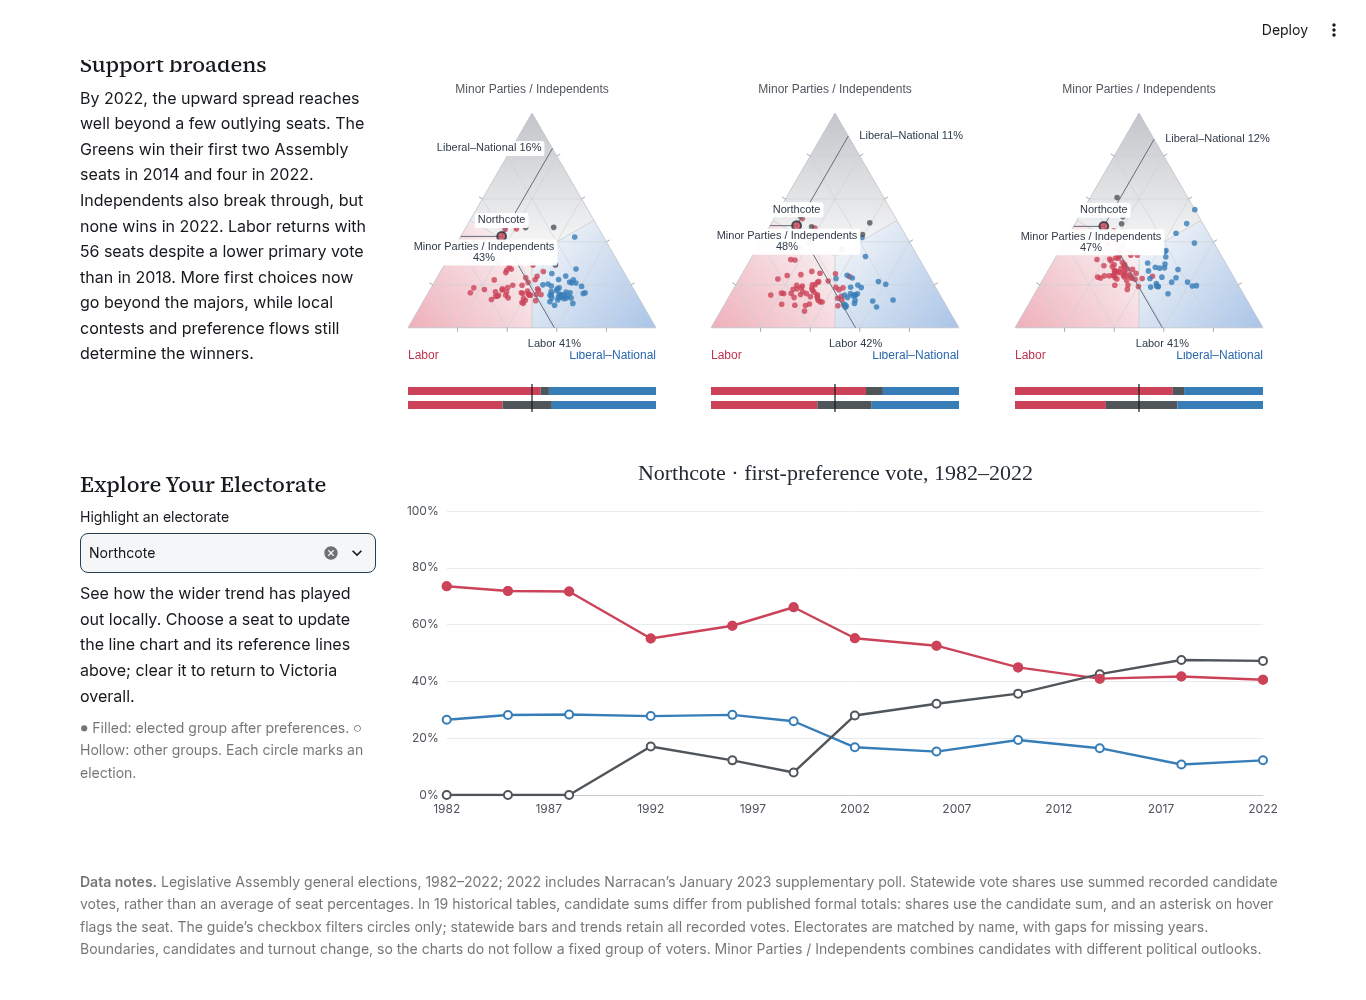 Deploy
Support broadens
By 2022, the upward spread reaches
well beyond a few outlying seats. The
Greens win their first two Assembly
seats in 2014 and four in 2022.
Independents also break through, but
none wins in 2022. Labor returns with
56 seats despite a lower primary vote
than in 2018. More first choices now
go beyond the majors, while local
contests and preference flows still
determine the winners.
Minor Parties / Independents
Liberal–National 16%
Northcote
Minor Parties / Independents
43%
Labor 41%
Labor
Liberal–National
Minor Parties / Independents
Liberal–National 11%
Northcote
Minor Parties / Independents
48%
Labor 42%
Labor
Liberal–National
Minor Parties / Independents
Liberal–National 12%
Northcote
Minor Parties / Independents
47%
Labor 41%
Labor
Liberal–National
Explore Your Electorate
Highlight an electorate
Northcote
See how the wider trend has played
out locally. Choose a seat to update
the line chart and its reference lines
above; clear it to return to Victoria
overall.
● Filled: elected group after preferences. ○
Hollow: other groups. Each circle marks an
election.
Northcote · first-preference vote, 1982–2022
100%
80%
60%
40%
20%
0%
1982 1987 1992 1997 2002 2007 2012 2017 2022
Data notes. Legislative Assembly general elections, 1982–2022; 2022 includes Narracan’s January 2023 supplementary poll. Statewide vote shares use summed recorded candidate
votes, rather than an average of seat percentages. In 19 historical tables, candidate sums differ from published formal totals: shares use the candidate sum, and an asterisk on hover
flags the seat. The guide’s checkbox filters circles only; statewide bars and trends retain all recorded votes. Electorates are matched by name, with gaps for missing years.
Boundaries, candidates and turnout change, so the charts do not follow a fixed group of voters. Minor Parties / Independents combines candidates with different political outlooks.